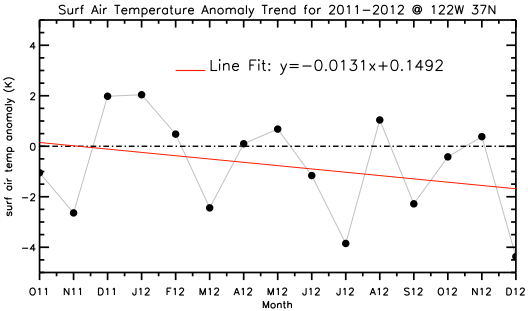 Surf Air Temperature Anomaly Trend for 2011-2012 @ 122W 37N
Line Fit: y=-0.0131x+0.1492
surf air temp anomaly (K)
4
2
0
-2
-4
O11 N11 D11 J12 F12 M12 A12 M12 J12 J12 A12 S12 O12 N12 D12
Month